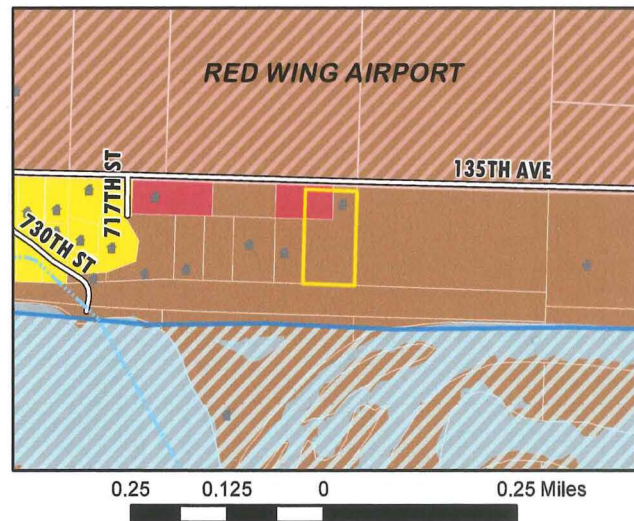 RED WING AIRPORT
135TH AVE
717TH ST
730TH ST
0.25 0.125 0 0.25 Miles